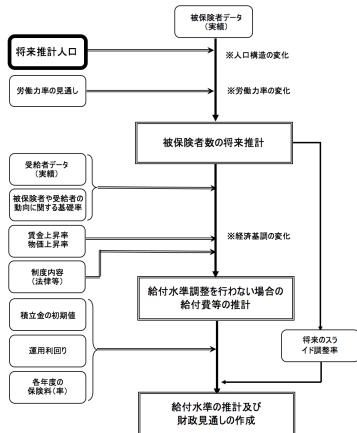 被保険者データ
（実績）
将来推計人口
※人口構造の変化
労働力率の見通し
※労働力率の変化
被保険者数の将来推計
受給者データ
（実績）
被保険者や受給者の
動向に関する基礎率
賃金上昇率
物価上昇率
※経済基調の変化
制度内容
（法律等）
給付水準調整を行わない場合の
給付費等の推計
積立金の初期値
運用利回り
将来のスラ
イド調整率
各年度の
保険料（率）
給付水準の推計及び
財政見通しの作成